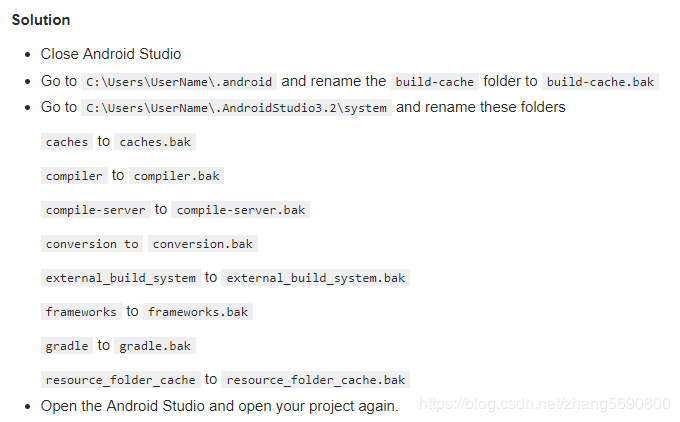 Solution
Close Android Studio
Go to C:\Users\UserName\.android and rename the build-cache folder to build-cache.bak
Go to C:\Users\UserName\.AndroidStudio3.2\system and rename these folders
caches to caches.bak
compiler to compiler.bak
compile-server to compile-server.bak
conversion to conversion.bak
external_build_system to external_build_system.bak
frameworks to frameworks.bak
gradle to gradle.bak
resource_folder_cache to resource_folder_cache.bak
Open the Android Studio and open your project again.
https://blog.csdn.net/zhang5690800